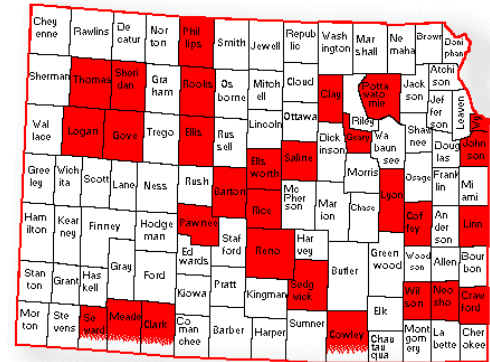 Chey
enne
Rawlins
De
catur
Nor
ton
Phil
lips
Smith
Jewell
Repub
lic
Wash
ington
Mar
shall
Ne
maha
Brown
Doni
phan
Sherman
Thomas
Sheri
dan
Gra
ham
Rooks
Os
borne
Mitch
ell
Cloud
Clay
Riley
Potta
wato
mie
Jack
son
Atchi
son
Jef
fer
son
Leaven
Wal
lace
Logan
Gove
Trego
Ellis
Rus
sell
Lincoln
Ottawa
Saline
Dick
inson
Geary
Wa
baun
see
Shaw
nee
Doug
las
John
son
Gree
ley
Wich
ita
Scott
Lane
Ness
Rush
Barton
Ells
worth
Rice
Mc
Pher
son
Mar
ion
Morris
Chase
Lyon
Osage
Frank
lin
Mi
ami
Ham
ilton
Kear
ney
Finney
Hodge
man
Pawnee
Staf
ford
Reno
Har
vey
Butler
Green
wood
Cof
fey
An
der
son
Linn
Stan
ton
Grant
Has
kell
Gray
Ford
Ed
wards
Kiowa
Pratt
Kingman
Sedg
wick
Wood
son
Allen
Bour
bon
Mor
ton
Ste
vens
Se
ward
Meade
Clark
Co
man
chee
Barber
Harper
Sumner
Cowley
Elk
Chau
tau
qua
Wil
son
Neo
sho
Craw
ford
Mont
gom
ery
La
bette
Cher
okee